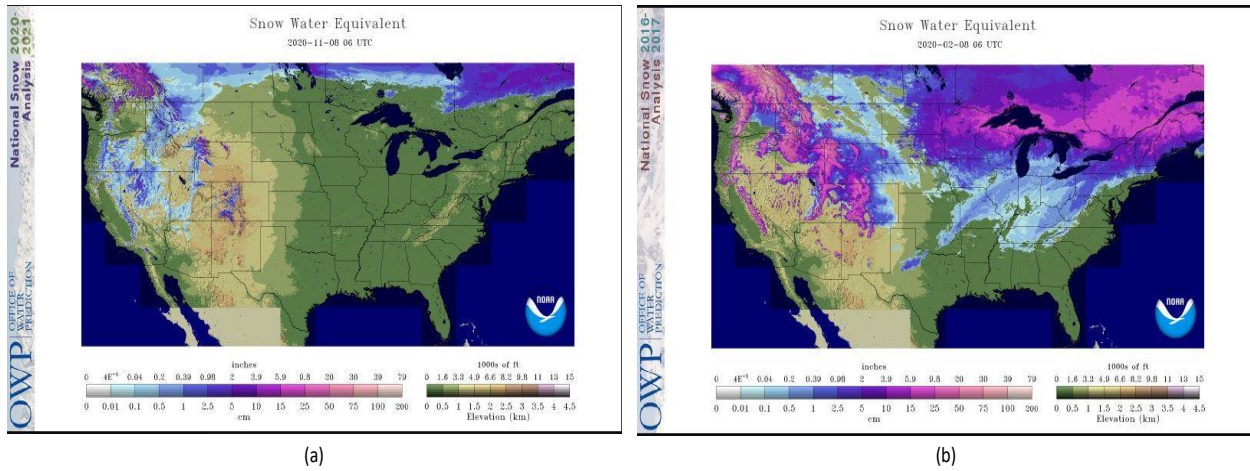 Snow Water Equivalent
2020-11-08 06 UTC
National Snow 2020-
Analysis 2021
OWP
OFFICE OF
WATER
PREDICTION
NOAA
inches
0 4E⁻³ 0.04 0.2 0.39 0.98 2 3.9 5.9 9.8 20 30 39 79
0 0.01 0.1 0.5 1 2.5 5 10 15 25 50 75 100 200
cm
1000s of ft
0 1.6 3.3 4.9 6.6 8.2 9.8 11 13 15
0 0.5 1 1.5 2 2.5 3 3.5 4 4.5
Elevation (km)
(a)
Snow Water Equivalent
2020-02-08 06 UTC
National Snow 2016-
Analysis 2017
OWP
OFFICE OF
WATER
PREDICTION
NOAA
inches
0 4E⁻³ 0.04 0.2 0.39 0.98 2 3.9 5.9 9.8 20 30 39 79
0 0.01 0.1 0.5 1 2.5 5 10 15 25 50 75 100 200
cm
1000s of ft
0 1.6 3.3 4.9 6.6 8.2 9.8 11 13 15
0 0.5 1 1.5 2 2.5 3 3.5 4 4.5
Elevation (km)
(b)